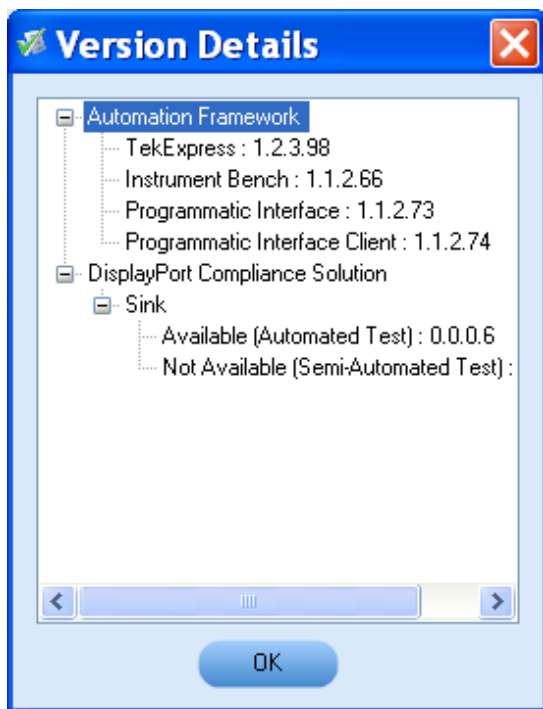 Version Details
Automation Framework
TekExpress : 1.2.3.98
Instrument Bench : 1.1.2.66
Programmatic Interface : 1.1.2.73
Programmatic Interface Client : 1.1.2.74
DisplayPort Compliance Solution
Sink
Available (Automated Test) : 0.0.0.6
Not Available (Semi-Automated Test) :
OK